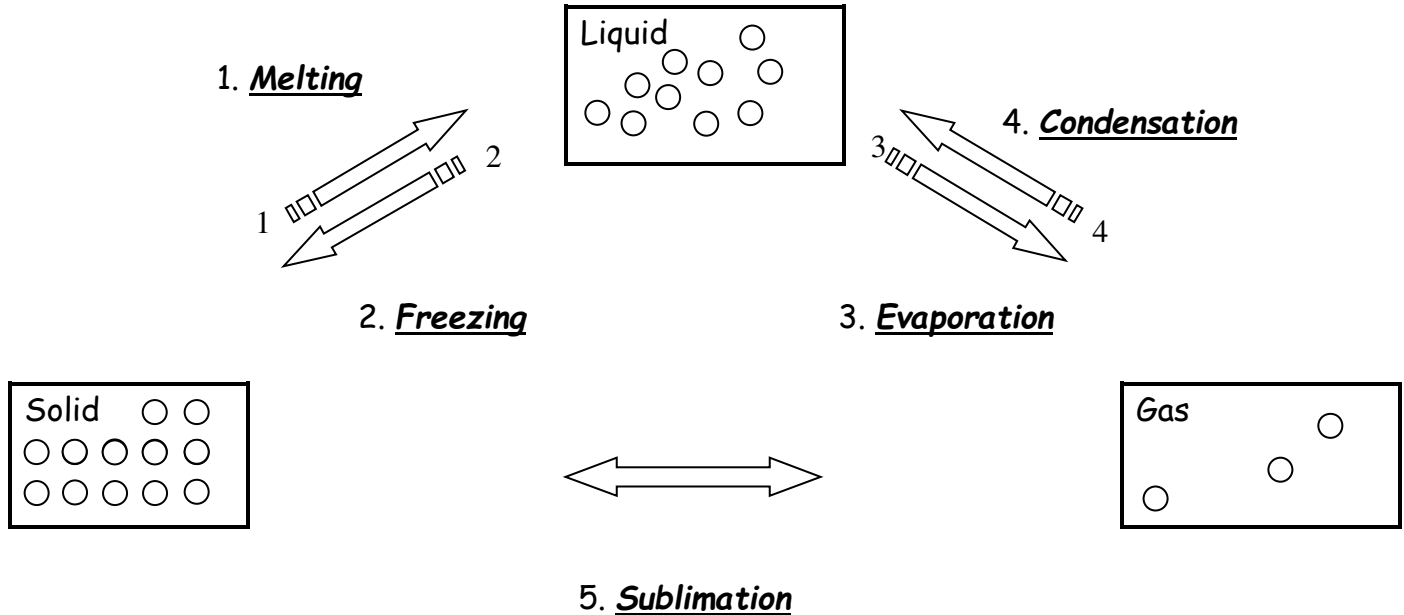 Liquid
1. Melting
4. Condensation
2
3
1
4
2. Freezing
3. Evaporation
Solid
Gas
5. Sublimation